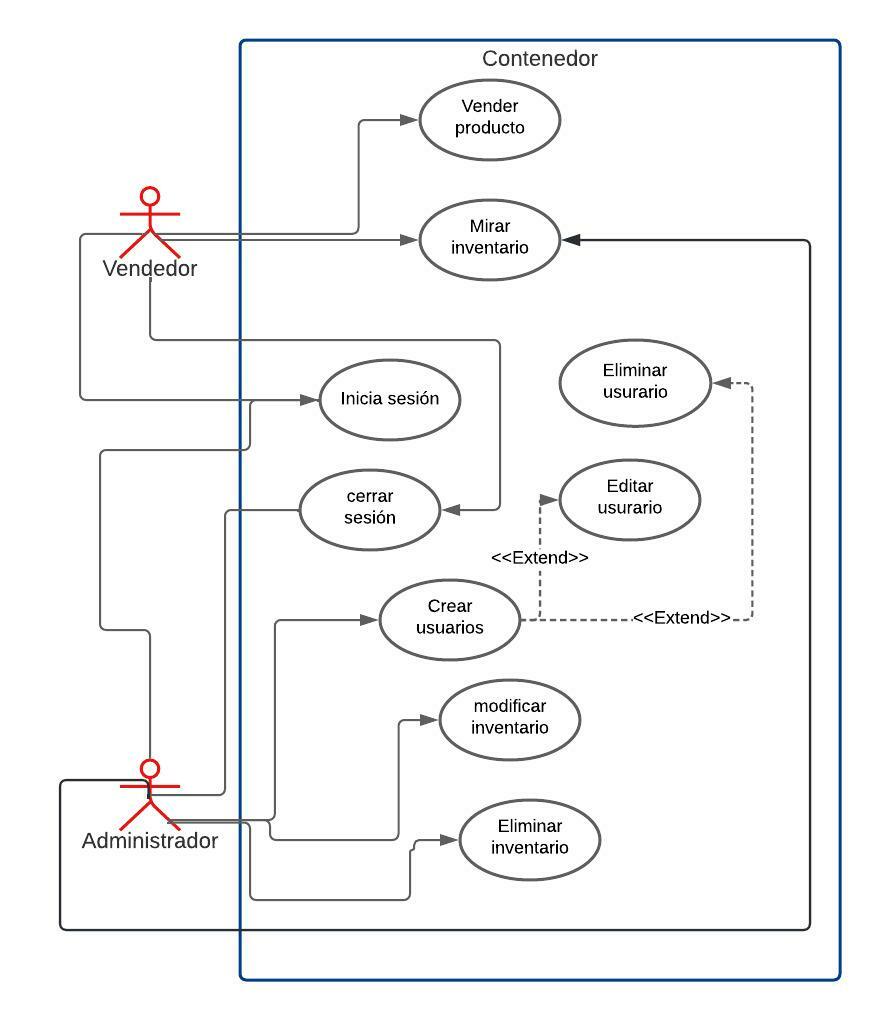 Contenedor
Vender
producto
Mirar
inventario
Vendedor
Eliminar
usurario
Inicia sesión
Editar
usurario
cerrar
sesión
<<Extend>>
Crear
usuarios
<<Extend>>
modificar
inventario
Eliminar
inventario
Administrador